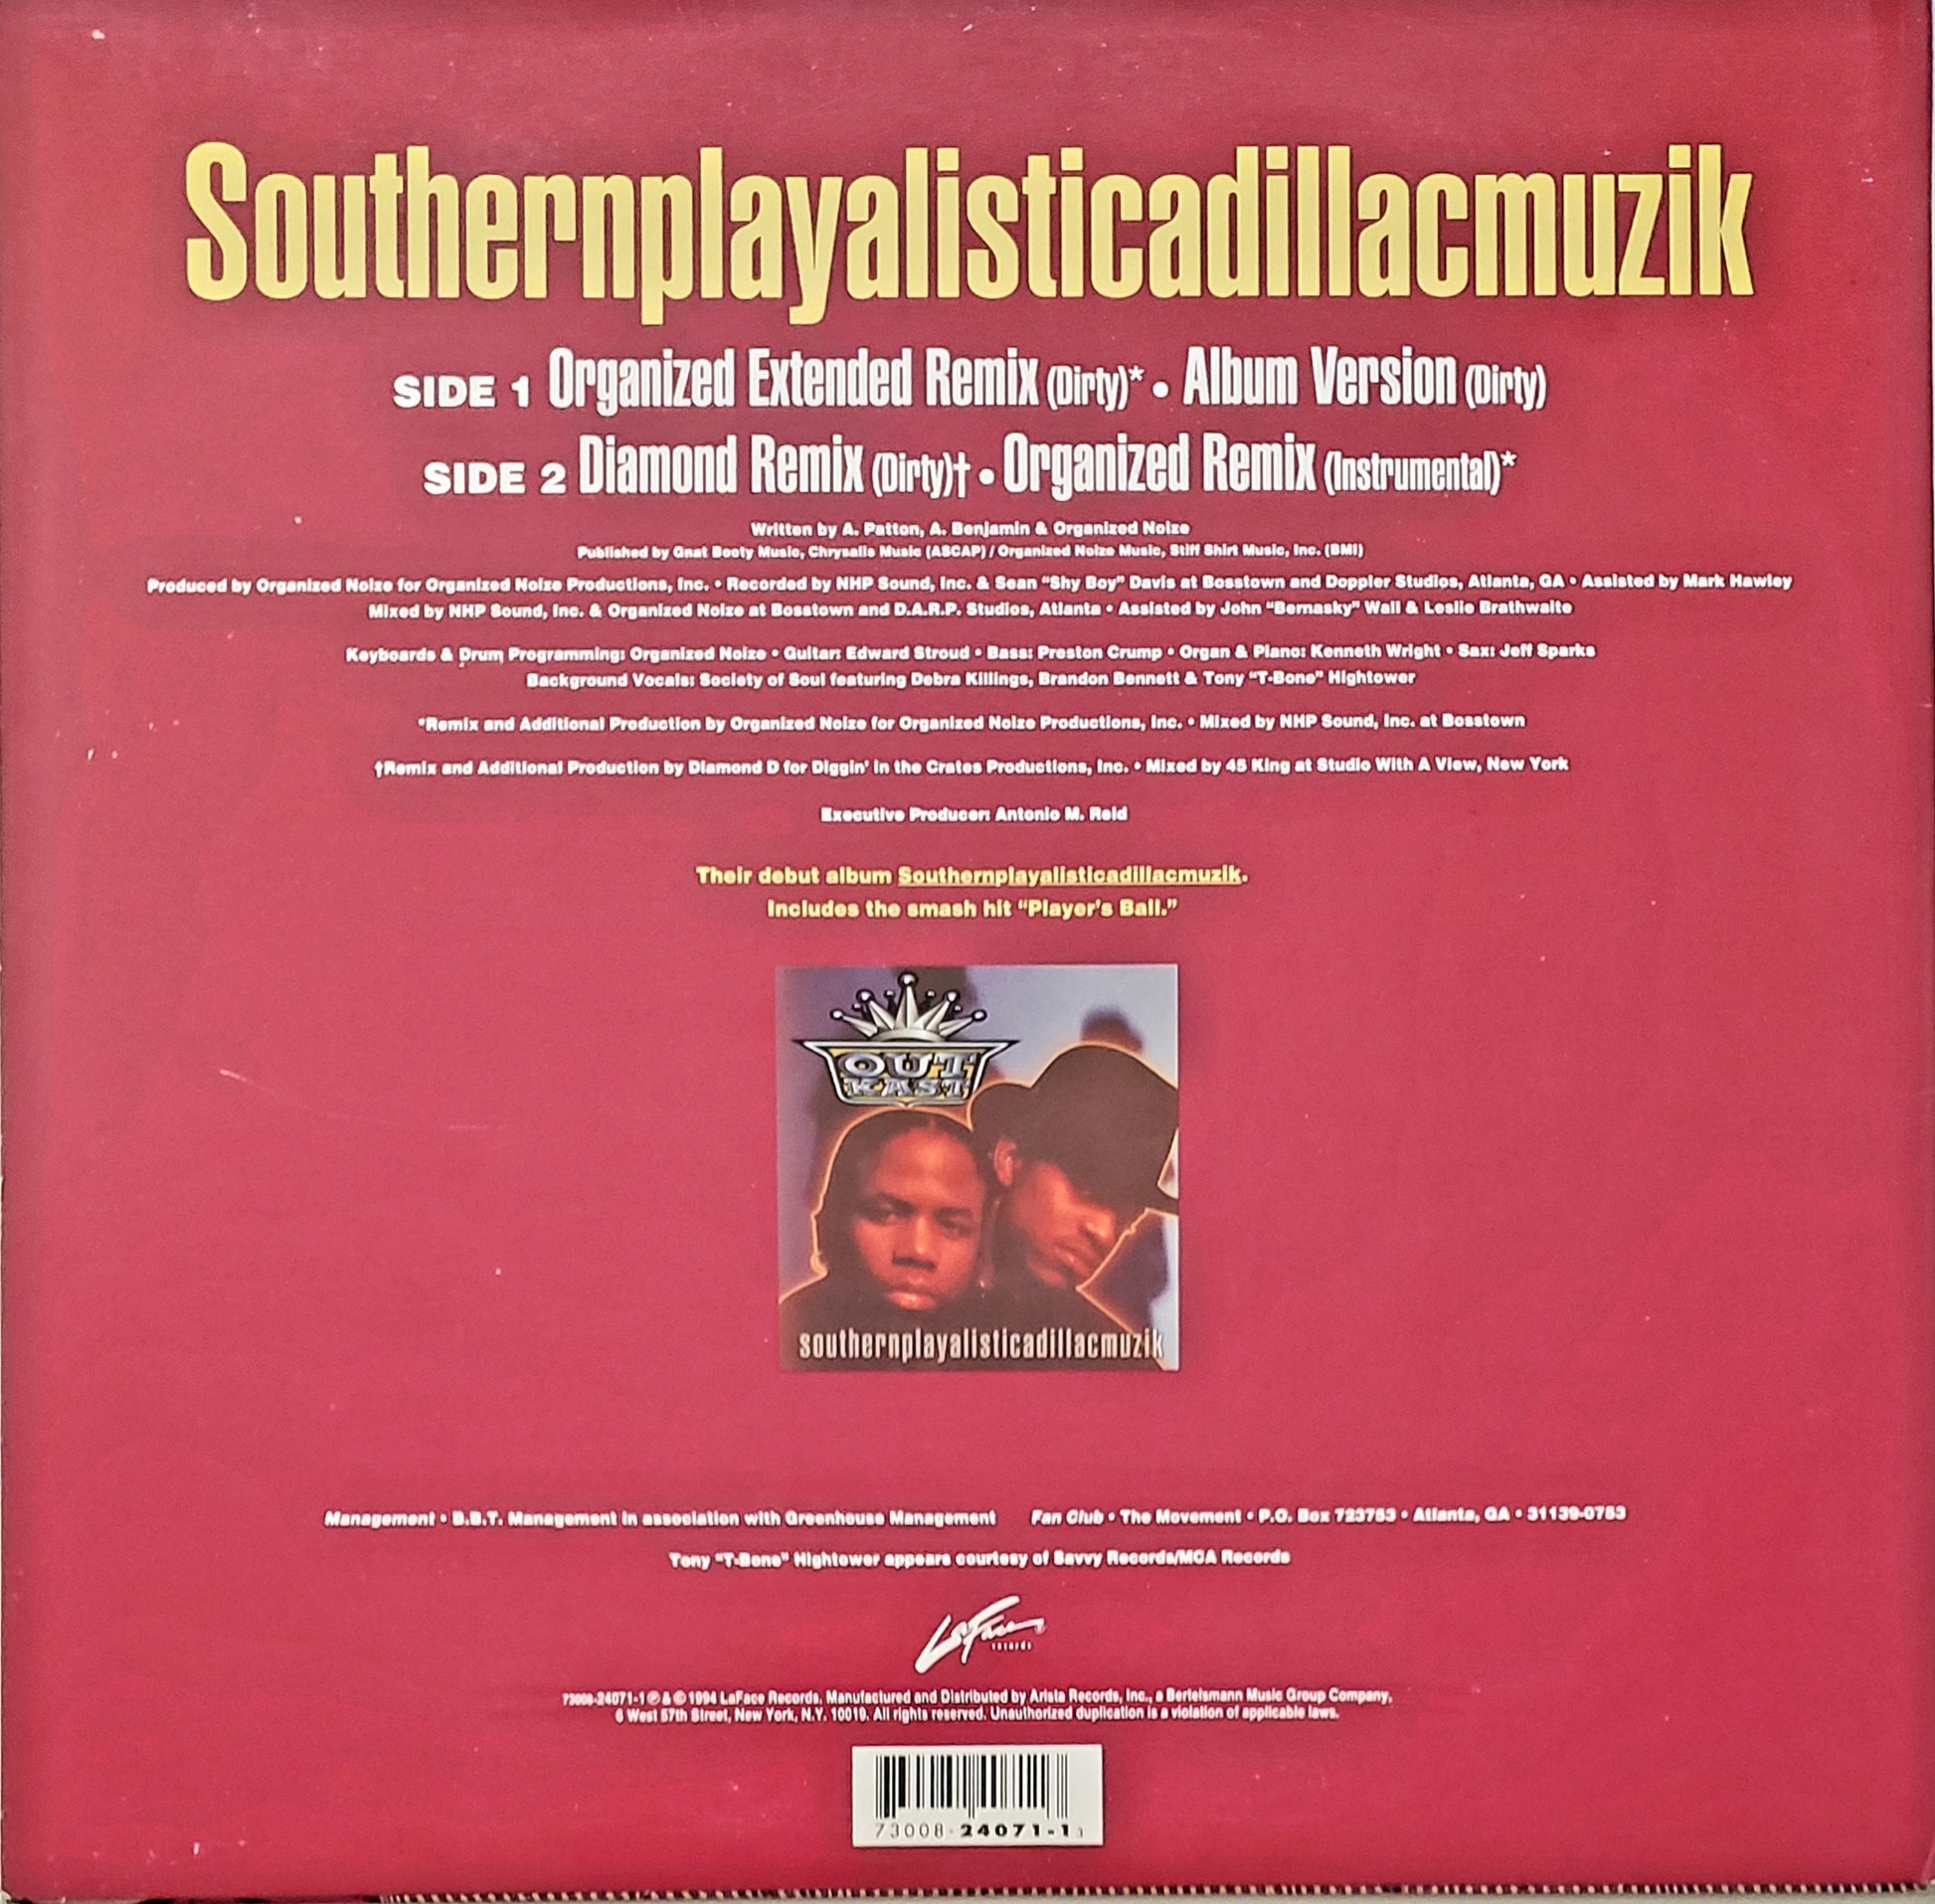 Southernplayalisticadillacmuzik
SIDE 1 Organized Extended Remix (Dirty)* • Album Version (Dirty)
SIDE 2 Diamond Remix (Dirty)† • Organized Remix (Instrumental)*
Written by A. Patton, A. Benjamin & Organized Noize
Published by Gnat Booty Music, Chrysalis Music (ASCAP) / Organized Noize Music, Stiff Shirt Music, Inc. (BMI)
Produced by Organized Noize for Organized Noize Productions, Inc. • Recorded by NHP Sound, Inc. & Sean "Shy Boy" Davis at Bosstown and Doppler Studios, Atlanta, GA • Assisted by Mark Hawley
Mixed by NHP Sound, Inc. & Organized Noize at Bosstown and D.A.R.P. Studios, Atlanta • Assisted by John "Bernasky" Wall & Leslie Brathwaite
Keyboards & Drum Programming: Organized Noize • Guitar: Edward Stroud • Bass: Preston Crump • Organ & Piano: Kenneth Wright • Sax: Jeff Sparks
Background Vocals: Society of Soul featuring Debra Killings, Brandon Bennett & Tony "T-Bone" Hightower
*Remix and Additional Production by Organized Noize for Organized Noize Productions, Inc. • Mixed by NHP Sound, Inc. at Bosstown
†Remix and Additional Production by Diamond D for Diggin' in the Crates Productions, Inc. • Mixed by 45 King at Studio With A View, New York
Executive Producer: Antonio M. Reid
Their debut album Southernplayalisticadillacmuzik.
Includes the smash hit "Player's Ball."
OUT
KAST
southernplayalisticadillacmuzik
Management • B.B.T. Management in association with Greenhouse Management Fan Club • The Movement • P.O. Box 723753 • Atlanta, GA • 31139-0753
Tony "T-Bone" Hightower appears courtesy of Savvy Records/MCA Records
LaFace
records
73008-24071-1 ℗ & © 1994 LaFace Records. Manufactured and Distributed by Arista Records, Inc., a Bertelsmann Music Group Company,
6 West 57th Street, New York, N.Y. 10019. All rights reserved. Unauthorized duplication is a violation of applicable laws.
73008-24071-1 3